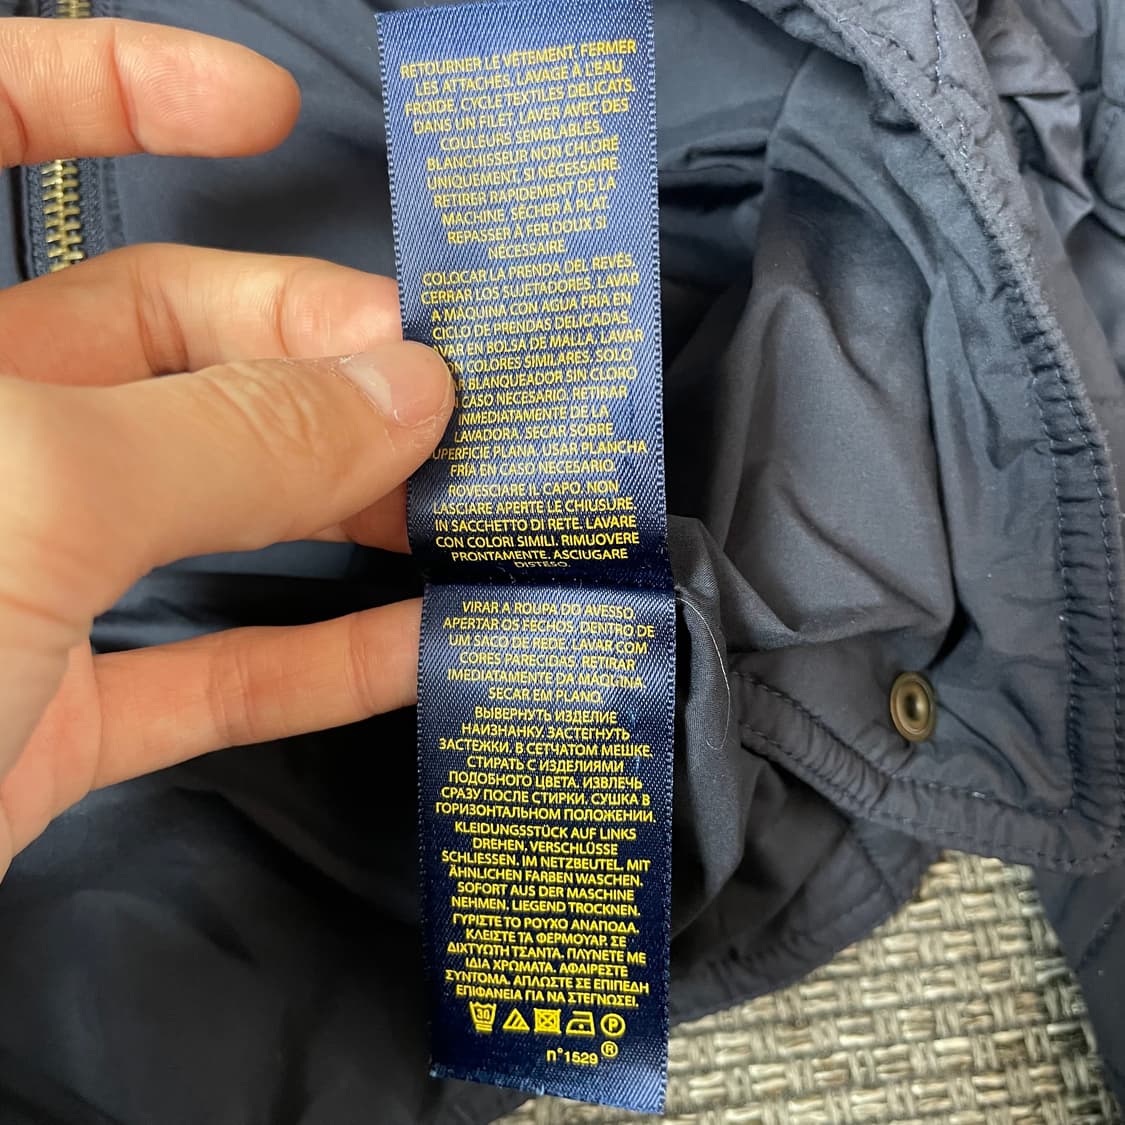 RETOURNER LE VÊTEMENT. FERMER
LES ATTACHES. LAVAGE À L'EAU
FROIDE, CYCLE TEXTILES DÉLICATS.
DANS UN FILET, LAVER AVEC DES
COULEURS SEMBLABLES.
BLANCHISSEUR NON CHLORÉ
UNIQUEMENT, SI NÉCESSAIRE.
RETIRER RAPIDEMENT DE LA
MACHINE, SÉCHER À PLAT.
REPASSER À FER DOUX SI
NÉCESSAIRE.
COLOCAR LA PRENDA DEL REVÉS.
CERRAR LOS SUJETADORES. LAVAR
A MÁQUINA CON AGUA FRÍA EN
CICLO DE PRENDAS DELICADAS.
EN BOLSA DE MALLA, LAVAR
COLORES SIMILARES. SOLO
BLANQUEADOR SIN CLORO
CASO NECESARIO. RETIRAR
INMEDIATAMENTE DE LA
LAVADORA, SECAR SOBRE
PLANA. USAR PLANCHA
FRÍA EN CASO NECESARIO.
ROVESCIARE IL CAPO. NON
LASCIARE APERTE LE CHIUSURE.
IN SACCHETTO DI RETE. LAVARE
CON COLORI SIMILI. RIMUOVERE
PRONTAMENTE. ASCIUGARE
DISTESO.
VIRAR A ROUPA DO AVESSO.
APERTAR OS FECHOS. DENTRO DE
UM SACO DE REDE. LAVAR COM
CORES PARECIDAS. RETIRAR
IMEDIATAMENTE DA MÁQUINA.
SECAR EM PLANO.
ВЫВЕРНУТЬ ИЗДЕЛИЕ
НАИЗНАНКУ. ЗАСТЕГНУТЬ
ЗАСТЕЖКИ. В СЕТЧАТОМ МЕШКЕ.
СТИРАТЬ С ИЗДЕЛИЯМИ
ПОДОБНОГО ЦВЕТА. ИЗВЛЕЧЬ
СРАЗУ ПОСЛЕ СТИРКИ. СУШКА В
ГОРИЗОНТАЛЬНОМ ПОЛОЖЕНИИ.
KLEIDUNGSSTÜCK AUF LINKS
DREHEN. VERSCHLÜSSE
SCHLIESSEN. IM NETZBEUTEL. MIT
ÄHNLICHEN FARBEN WASCHEN.
SOFORT AUS DER MASCHINE
NEHMEN. LIEGEND TROCKNEN.
ΓΥΡΙΣΤΕ ΤΟ ΡΟΥΧΟ ΑΝΑΠΟΔΑ.
ΚΛΕΙΣΤΕ ΤΑ ΦΕΡΜΟΥΑΡ. ΣΕ
ΔΙΧΤΥΩΤΗ ΤΣΑΝΤΑ. ΠΛΥΝΕΤΕ ΜΕ
ΙΔΙΑ ΧΡΩΜΑΤΑ. ΑΦΑΙΡΕΣΤΕ
ΣΥΝΤΟΜΑ. ΑΠΛΩΣΤΕ ΣΕ ΕΠΙΠΕΔΗ
ΕΠΙΦΑΝΕΙΑ ΓΙΑ ΝΑ ΣΤΕΓΝΩΣΕΙ.
30 P
n°1529 ®